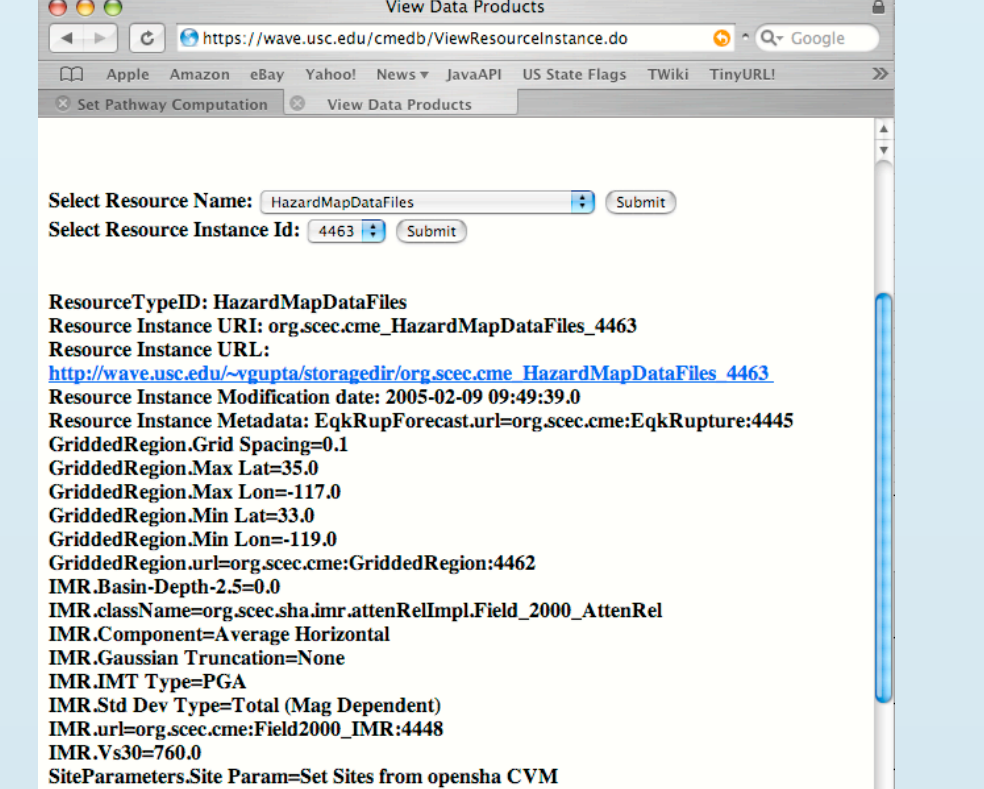 View Data Products
https://wave.usc.edu/cmedb/ViewResourceInstance.do
Google
Apple Amazon eBay Yahoo! News JavaAPI US State Flags TWiki TinyURL!
Set Pathway Computation View Data Products
Select Resource Name: HazardMapDataFiles Submit
Select Resource Instance Id: 4463 Submit
ResourceTypeID: HazardMapDataFiles
Resource Instance URI: org.scec.cme_HazardMapDataFiles_4463
Resource Instance URL:
http://wave.usc.edu/~vgupta/storagedir/org.scec.cme_HazardMapDataFiles_4463
Resource Instance Modification date: 2005-02-09 09:49:39.0
Resource Instance Metadata: EqkRupForecast.url=org.scec.cme:EqkRupture:4445
GriddedRegion.Grid Spacing=0.1
GriddedRegion.Max Lat=35.0
GriddedRegion.Max Lon=-117.0
GriddedRegion.Min Lat=33.0
GriddedRegion.Min Lon=-119.0
GriddedRegion.url=org.scec.cme:GriddedRegion:4462
IMR.Basin-Depth-2.5=0.0
IMR.className=org.scec.sha.imr.attenRelImpl.Field_2000_AttenRel
IMR.Component=Average Horizontal
IMR.Gaussian Truncation=None
IMR.IMT Type=PGA
IMR.Std Dev Type=Total (Mag Dependent)
IMR.url=org.scec.cme:Field2000_IMR:4448
IMR.Vs30=760.0
SiteParameters.Site Param=Set Sites from opensha CVM